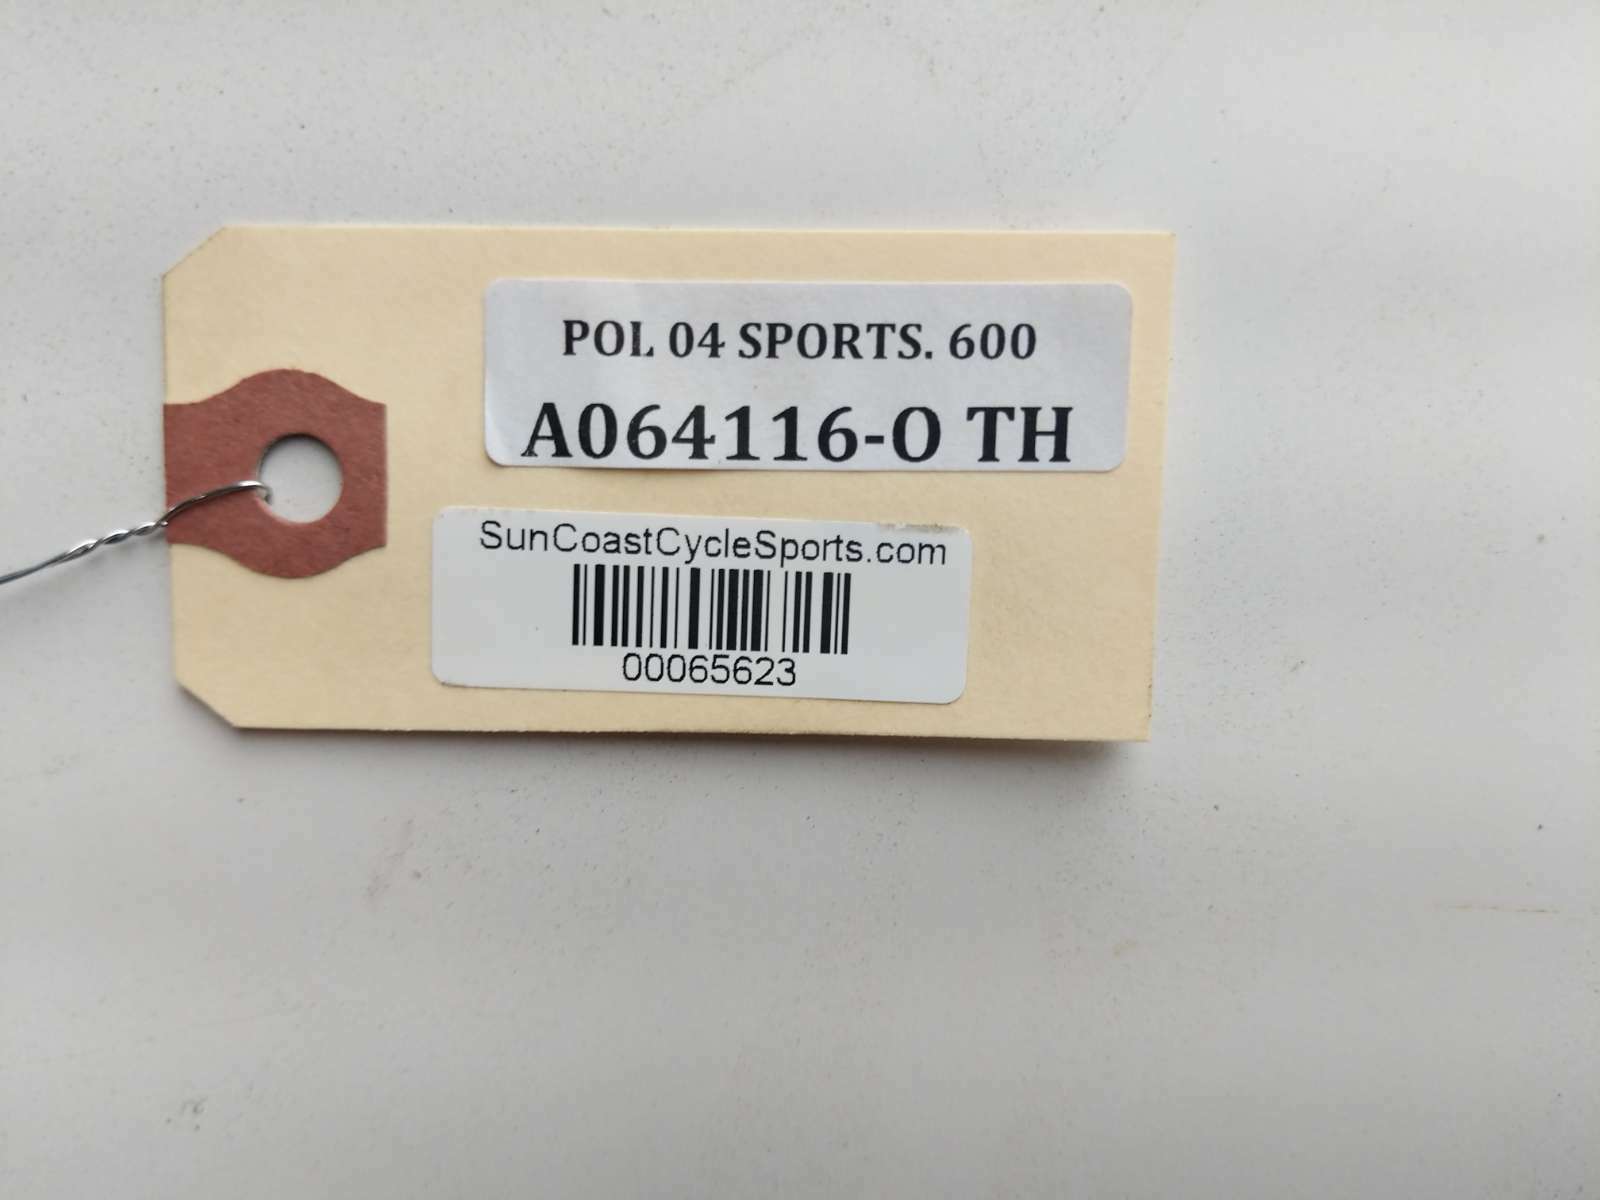 POL 04 SPORTS. 600
A064116-O TH
SunCoastCycleSports.com
00065623